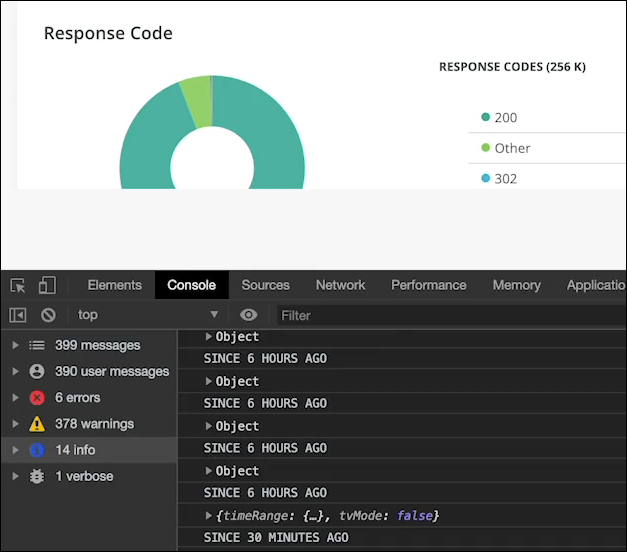 Response Code
RESPONSE CODES (256 K)
200
Other
302
Elements Console Sources Network Performance Memory Applicatio
top Filter
399 messages
390 user messages
6 errors
378 warnings
14 info
1 verbose
Object
SINCE 6 HOURS AGO
Object
SINCE 6 HOURS AGO
Object
SINCE 6 HOURS AGO
Object
SINCE 6 HOURS AGO
{timeRange: {…}, tvMode: false}
SINCE 30 MINUTES AGO